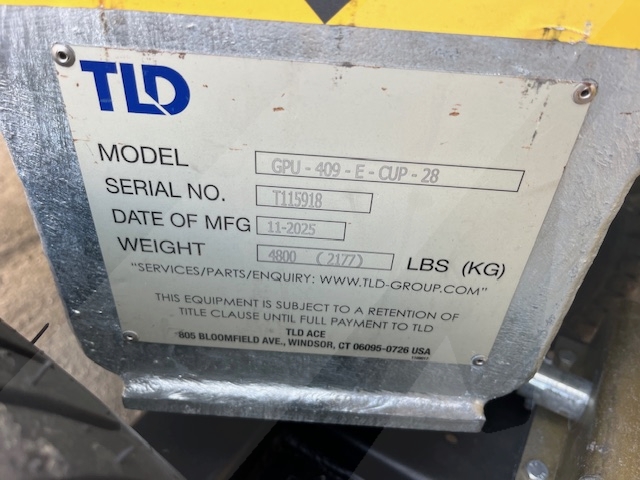 TLD
MODEL GPU - 409 - E - CUP - 28
SERIAL NO. T115918
DATE OF MFG 11-2025
WEIGHT 4800 (2177) LBS (KG)
"SERVICES/PARTS/ENQUIRY: WWW.TLD-GROUP.COM"
THIS EQUIPMENT IS SUBJECT TO A RETENTION OF
TITLE CLAUSE UNTIL FULL PAYMENT TO TLD
TLD ACE
805 BLOOMFIELD AVE., WINDSOR, CT 06095-0726 USA